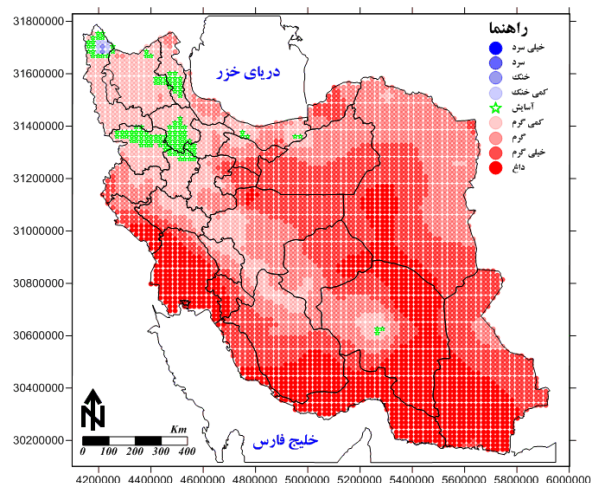 31800000
31600000
31400000
31200000
31000000
30800000
30600000
30400000
30200000
دریای خزر
راهنما
خیلی سرد
سرد
خنک
کمی خنک
آسایش
کمی گرم
گرم
خیلی گرم
داغ
N
Km
0 100 200 300 400
خلیج فارس
4200000 4400000 4600000 4800000 5000000 5200000 5400000 5600000 5800000 6000000